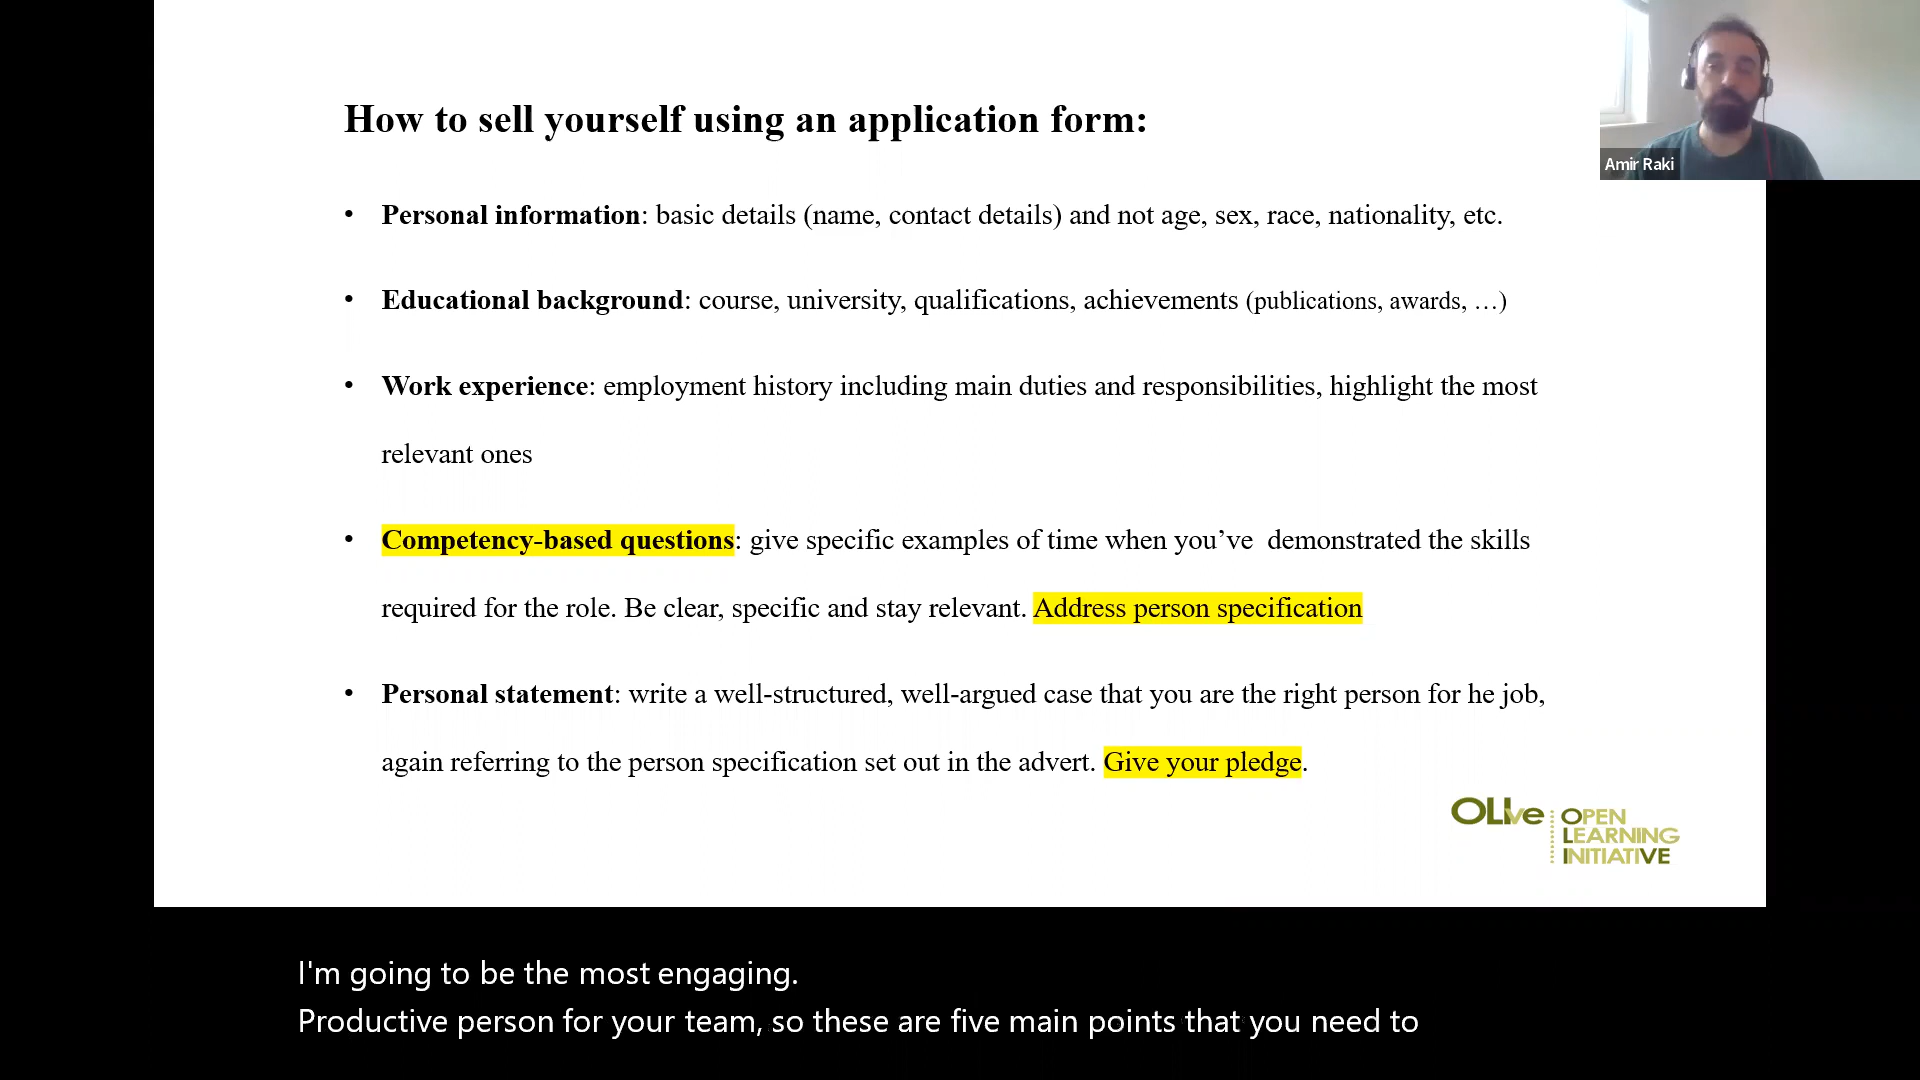 How to sell yourself using an application form:
Amir Raki
• Personal information: basic details (name, contact details) and not age, sex, race, nationality, etc.
• Educational background: course, university, qualifications, achievements (publications, awards, …)
• Work experience: employment history including main duties and responsibilities, highlight the most
relevant ones
• Competency-based questions: give specific examples of time when you’ve  demonstrated the skills
required for the role. Be clear, specific and stay relevant. Address person specification
• Personal statement: write a well-structured, well-argued case that you are the right person for he job,
again referring to the person specification set out in the advert. Give your pledge.
OLIve
OPEN
LEARNING
INITIATIVE
I'm going to be the most engaging.
Productive person for your team, so these are five main points that you need to